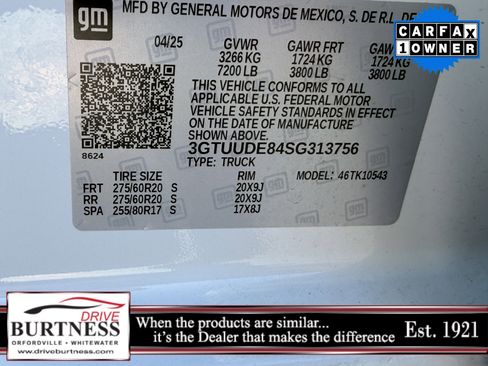 gm
MFD BY GENERAL MOTORS DE MEXICO, S. DE R.L. DE
CARFAX
1 OWNER
04/25 GVWR GAWR FRT
3266 KG 1724 KG 1724 KG
7200 LB 3800 LB 3800 LB
THIS VEHICLE CONFORMS TO ALL
APPLICABLE U.S. FEDERAL MOTOR
VEHICLE SAFETY STANDARDS IN EFFECT
ON THE DATE OF MANUFACTURE SHOWN ABOVE.
8624
3GTUUDE84SG313756
TYPE: TRUCK
MODEL: 46TK10543
TIRE SIZE RIM
FRT 275/60R20 S 20X9J
RR 275/60R20 S 20X9J
SPA 255/80R17 S 17X8J
DRIVE
BURTNESS
ORFORDVILLE • WHITEWATER
www.driveburtness.com
When the products are similar...
...it's the Dealer that makes the difference
Est. 1921